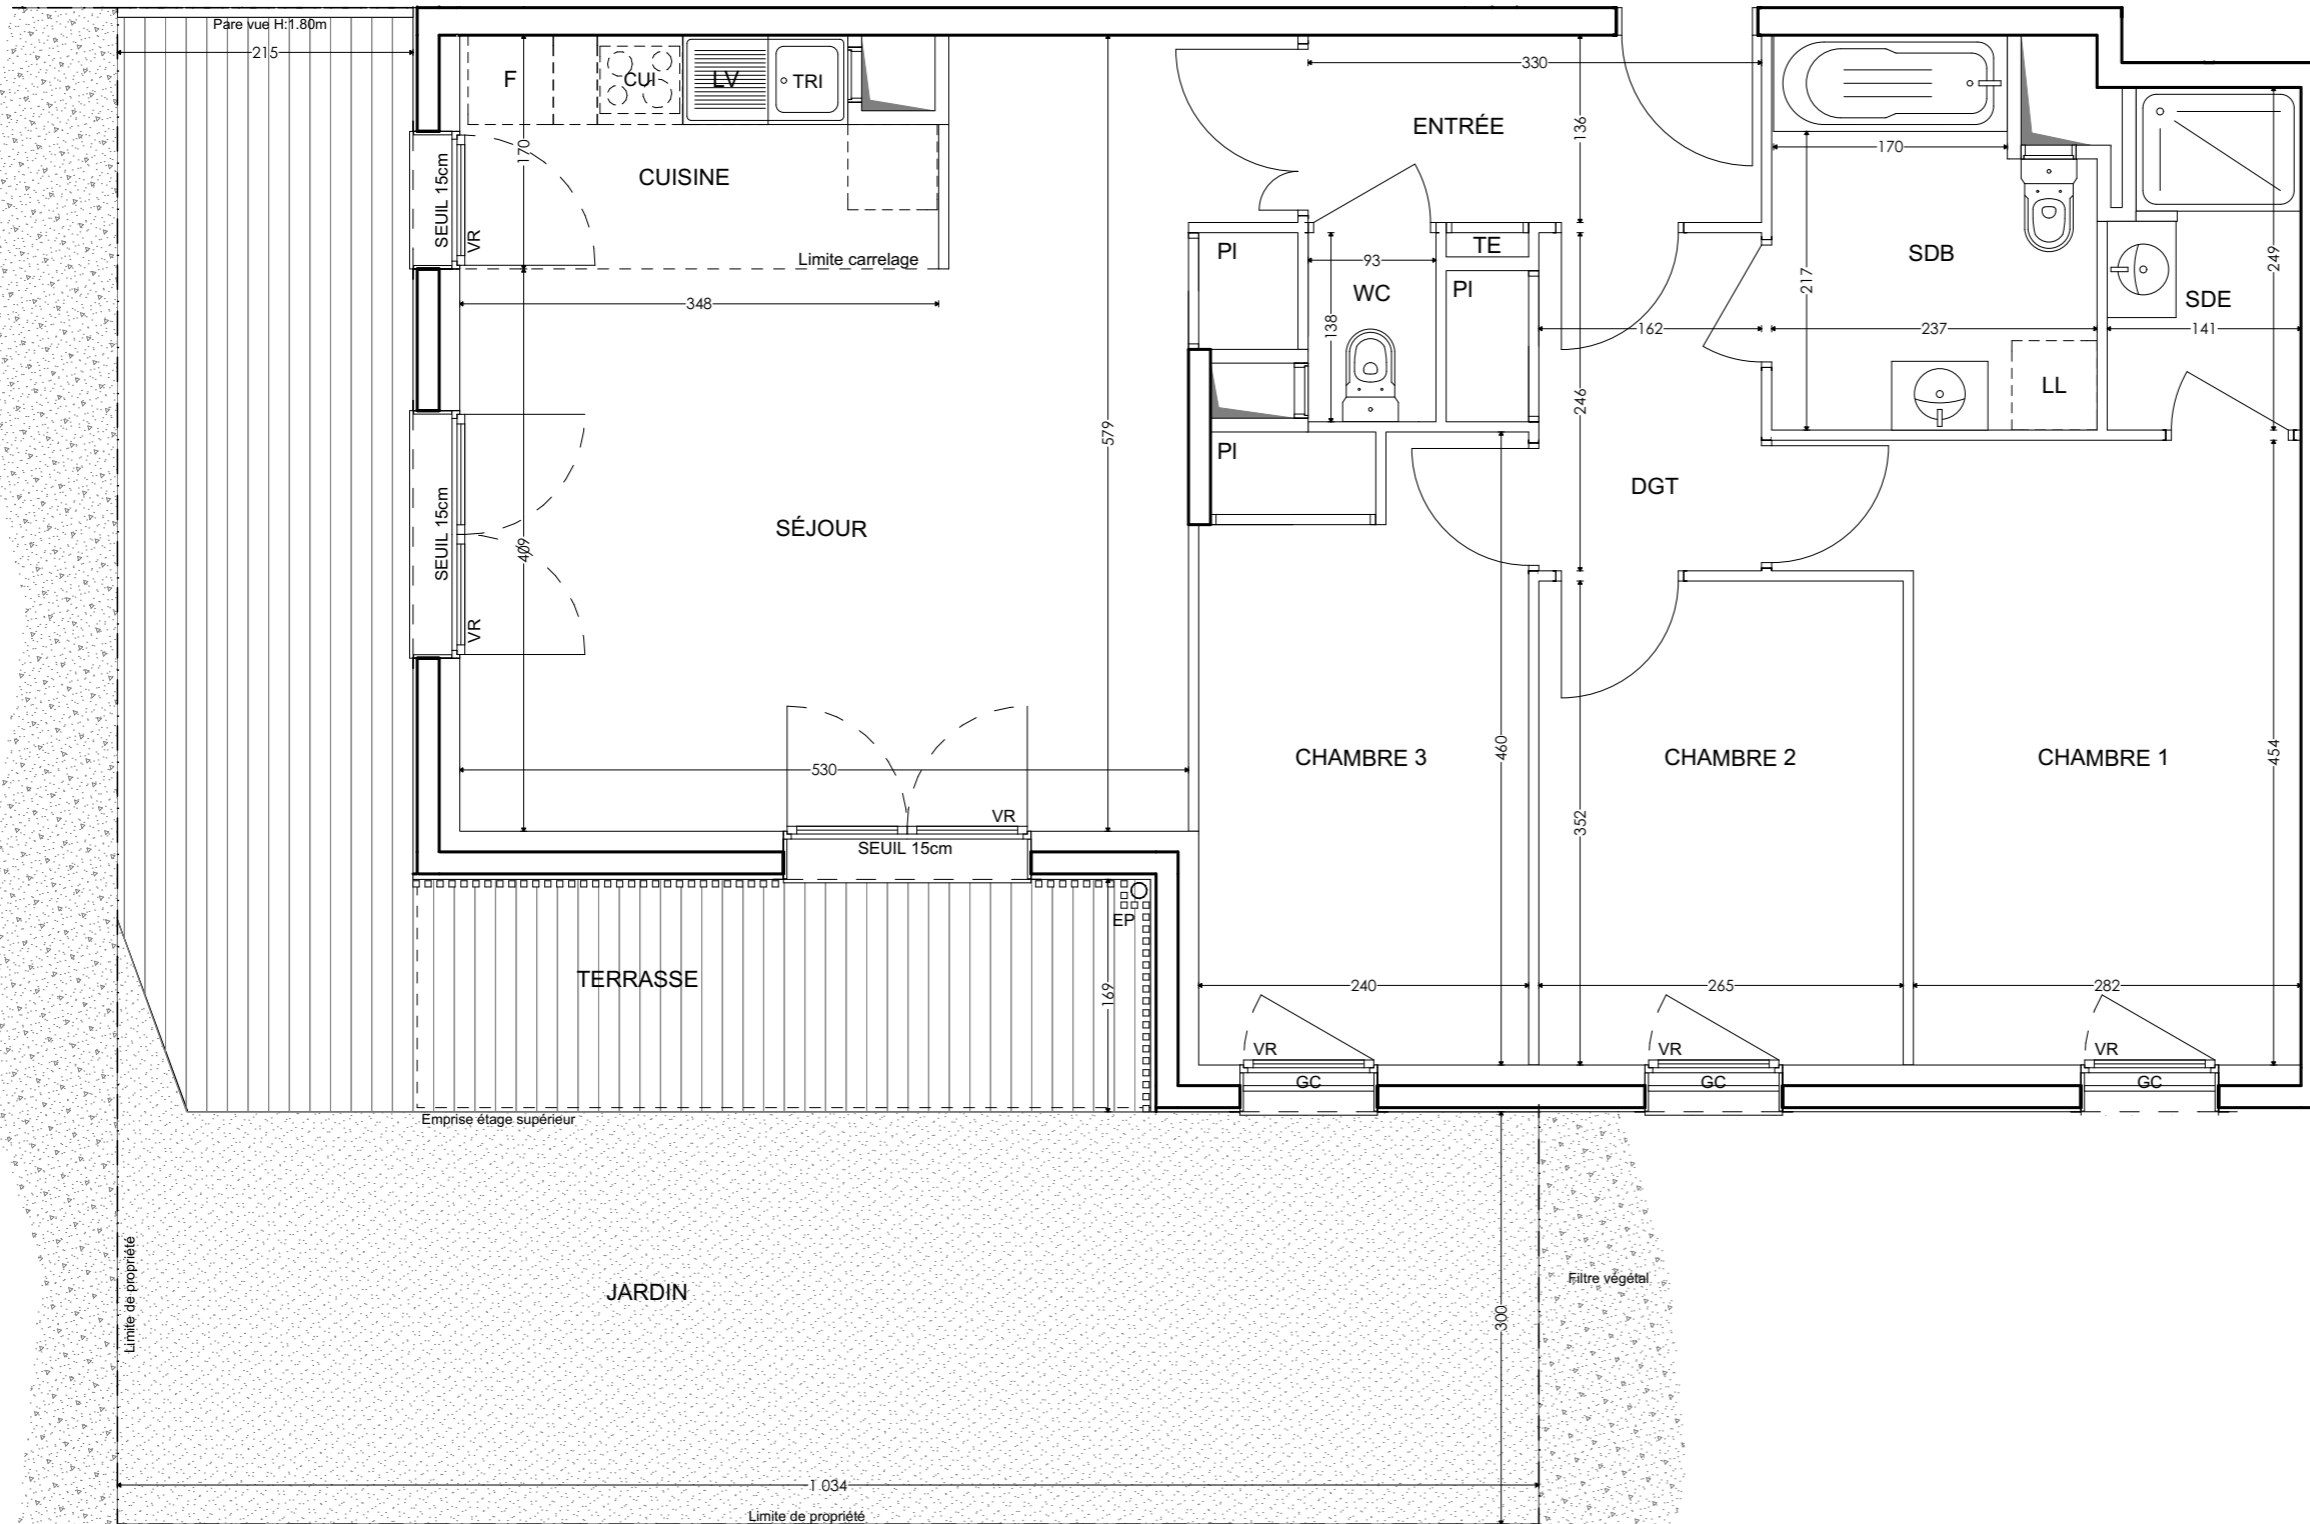 Pare vue H:1.80m
215
F
CUI
LV
TRI
170
CUISINE
SEUIL 15cm
VR
Limite carrelage
348
330
ENTRÉE
136
170
PI
93
WC
138
TE
PI
PI
162
246
217
SDB
237
LL
249
SDE
141
579
SÉJOUR
409
SEUIL 15cm
VR
DGT
530
VR
SEUIL 15cm
CHAMBRE 3
460
CHAMBRE 2
352
CHAMBRE 1
454
EP
TERRASSE
169
240
265
282
VR
GC
VR
GC
VR
GC
Emprise étage supérieur
Limite de propriété
JARDIN
Filtre végétal
300
1 034
Limite de propriété